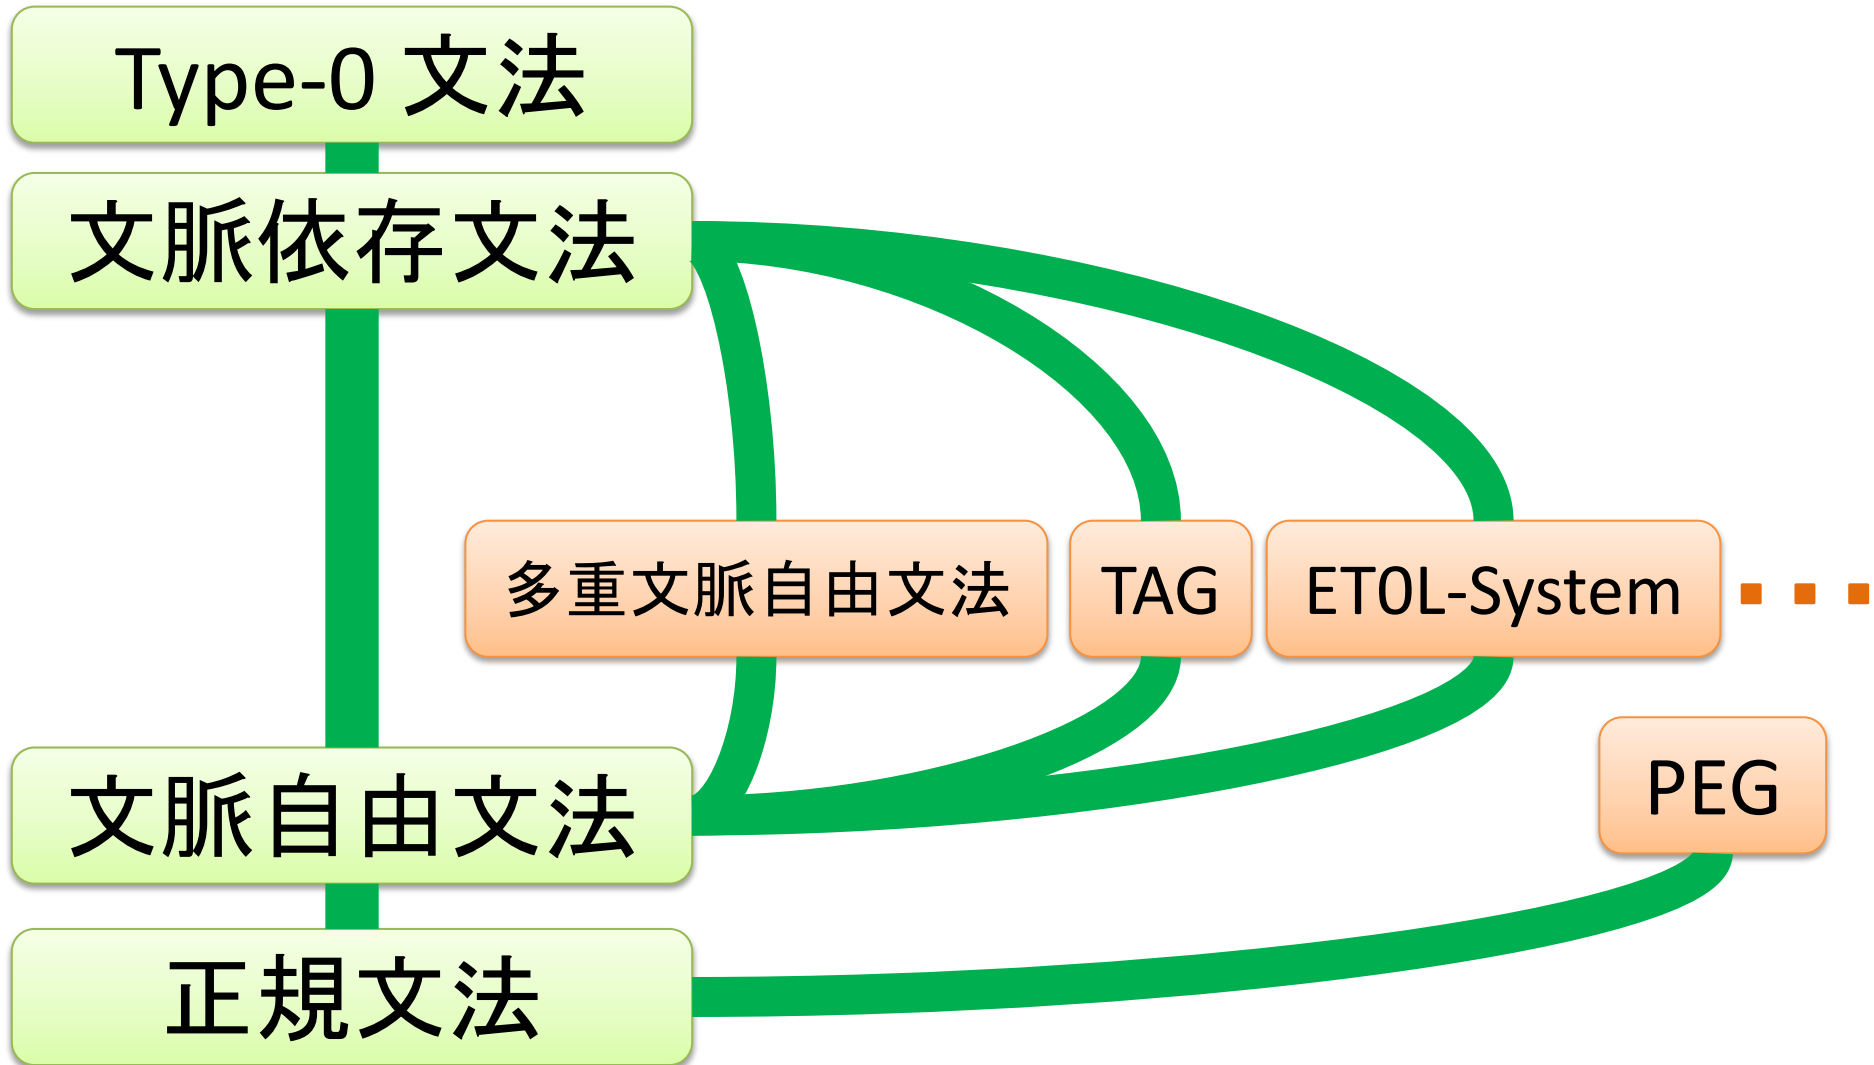 Type-0 文法
文脈依存文法
多重文脈自由文法
TAG
ET0L-System
文脈自由文法
PEG
正規文法